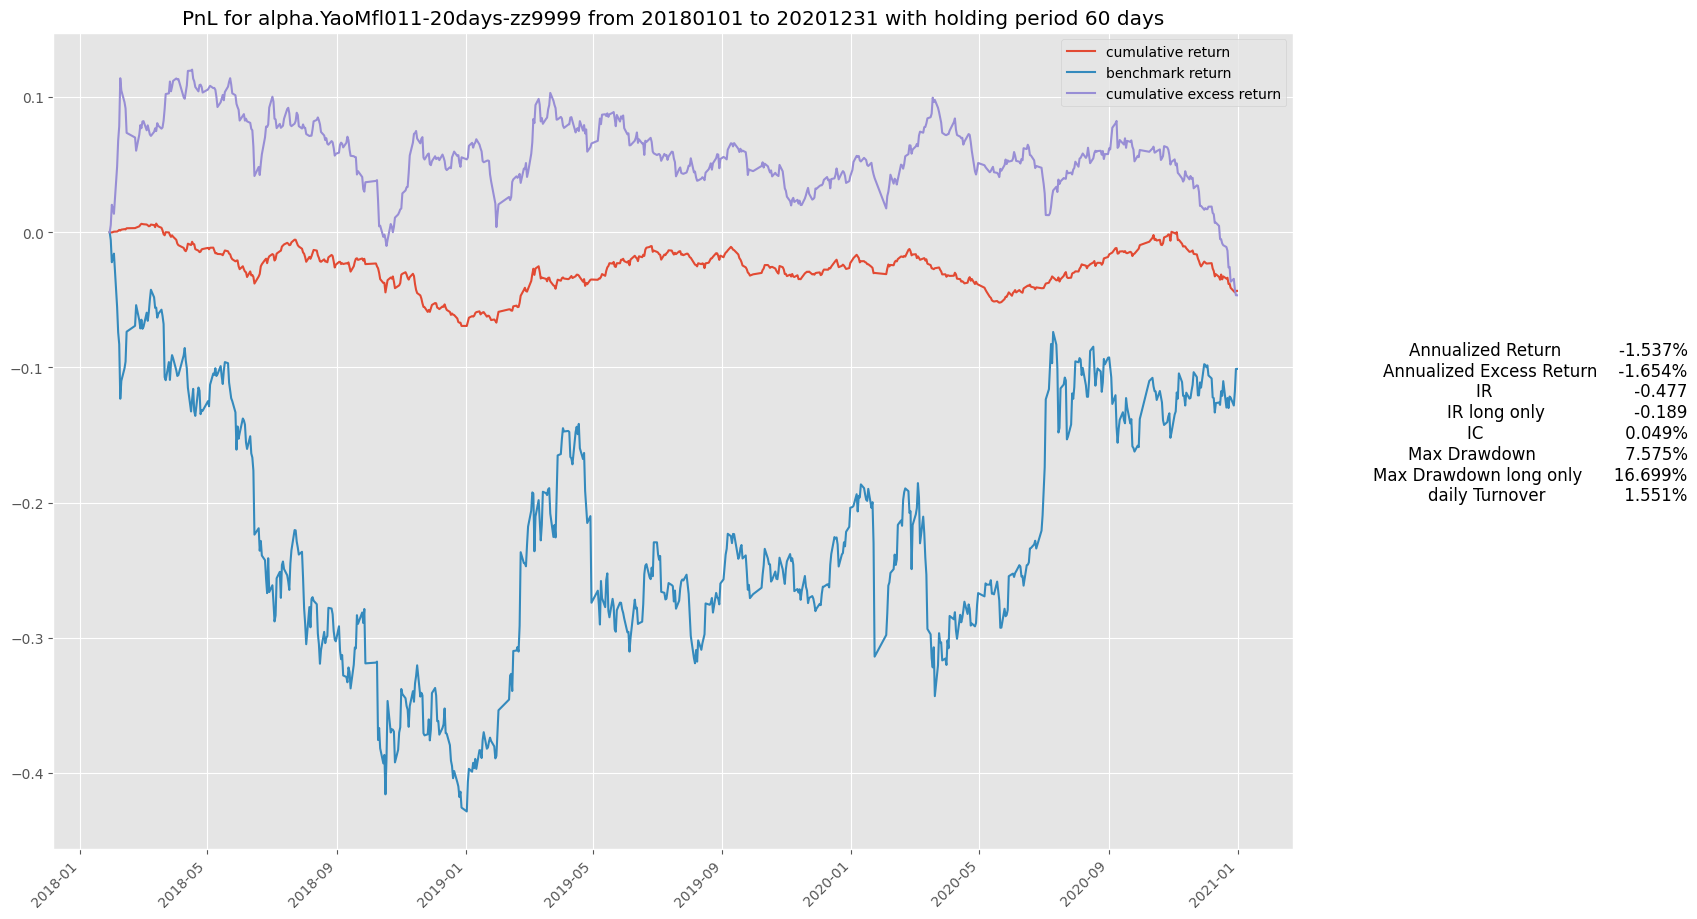 PnL for alpha.YaoMfl011-20days-zz9999 from 20180101 to 20201231 with holding period 60 days
cumulative return
benchmark return
cumulative excess return
0.1
0.0
−0.1
−0.2
−0.3
−0.4
2018-01
2018-05
2018-09
2019-01
2019-05
2019-09
2020-01
2020-05
2020-09
2021-01
Annualized Return -1.537%
Annualized Excess Return -1.654%
IR -0.477
IR long only -0.189
IC 0.049%
Max Drawdown 7.575%
Max Drawdown long only 16.699%
daily Turnover 1.551%